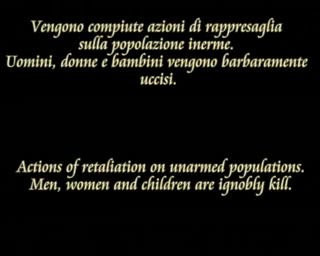 Vengono compiute azioni di rappresaglia
sulla popolazione inerme.
Uomini, donne e bambini vengono barbaramente
uccisi.
Actions of retaliation on unarmed populations.
Men, women and children are ignobly kill.